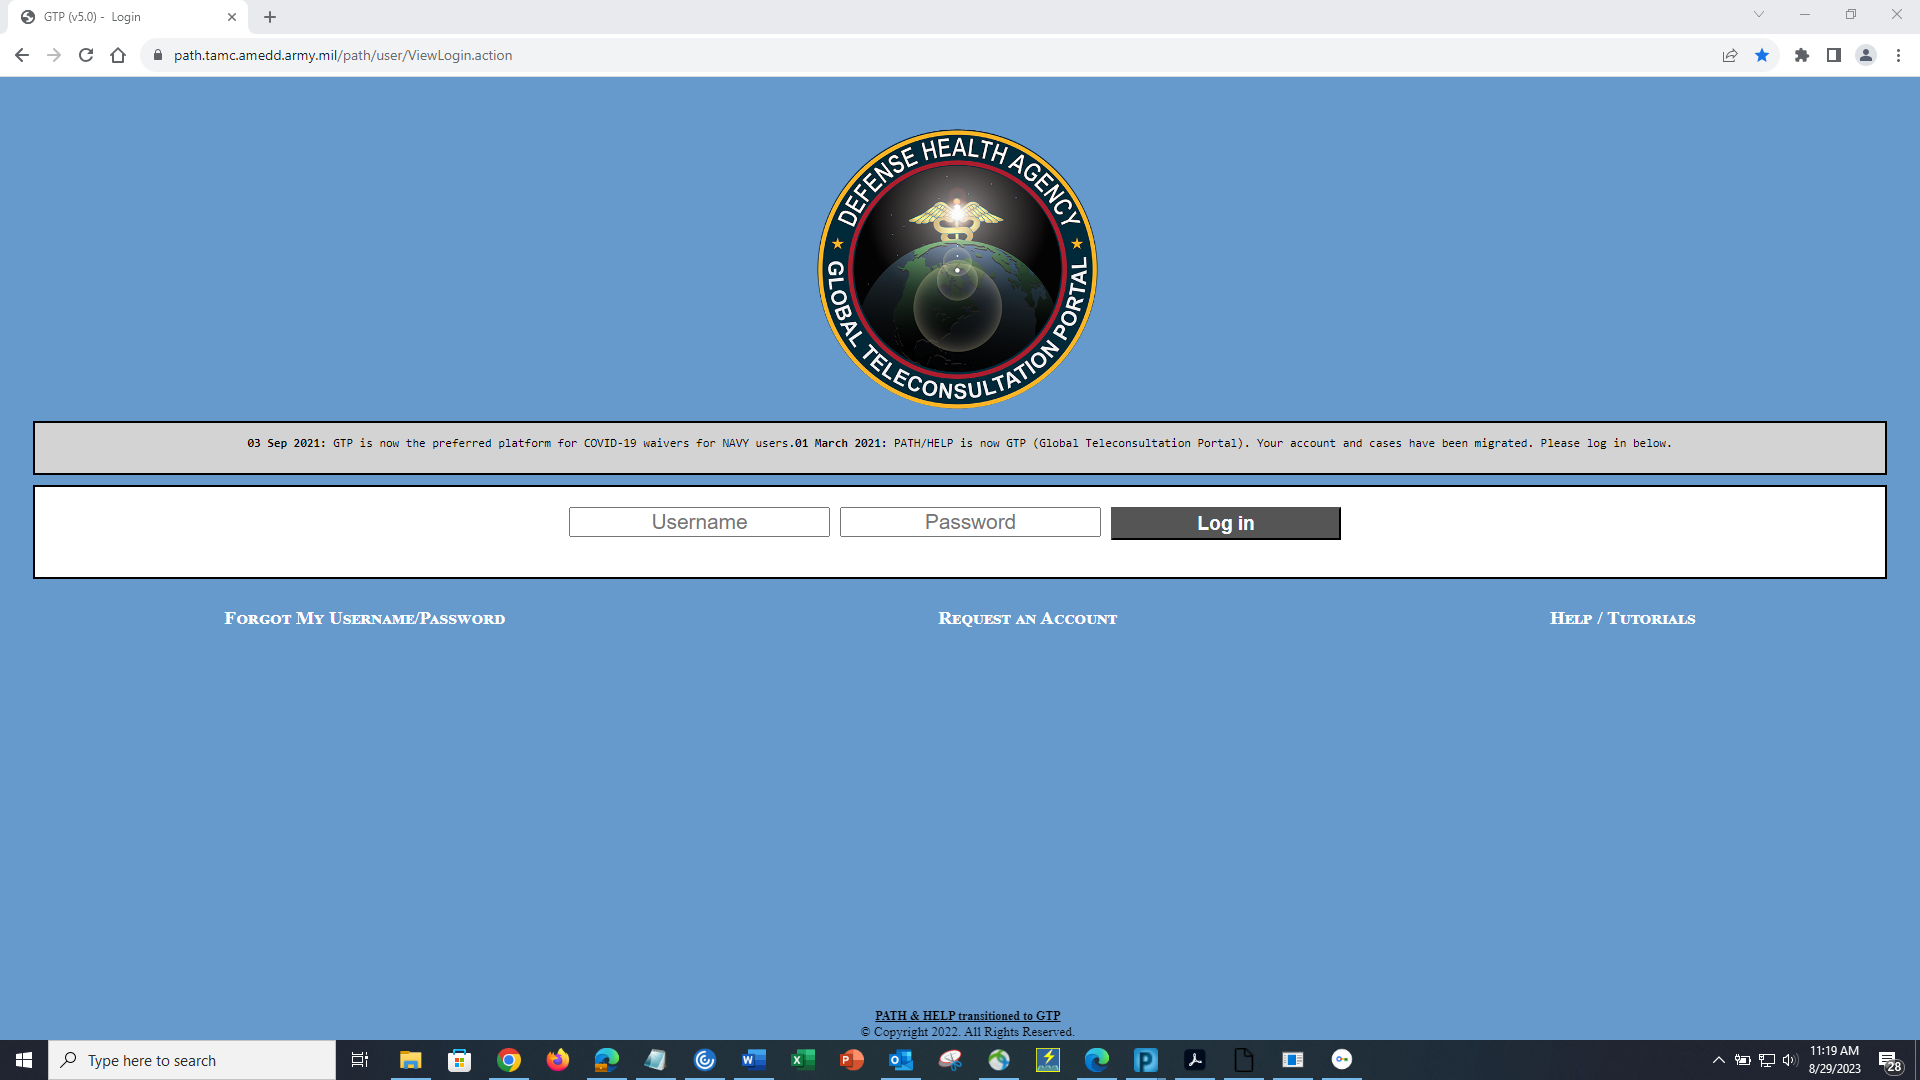 GTP (v5.0) - Login
path.tamc.amedd.army.mil/path/user/ViewLogin.action
DEFENSE HEALTH AGENCY
GLOBAL TELECONSULTATION PORTAL
03 Sep 2021: GTP is now the preferred platform for COVID-19 waivers for NAVY users.01 March 2021: PATH/HELP is now GTP (Global Teleconsultation Portal). Your account and cases have been migrated. Please log in below.
Username Password Log in
Forgot My Username/Password Request an Account Help / Tutorials
PATH & HELP transitioned to GTP
© Copyright 2022. All Rights Reserved.
Type here to search
11:19 AM
8/29/2023
28